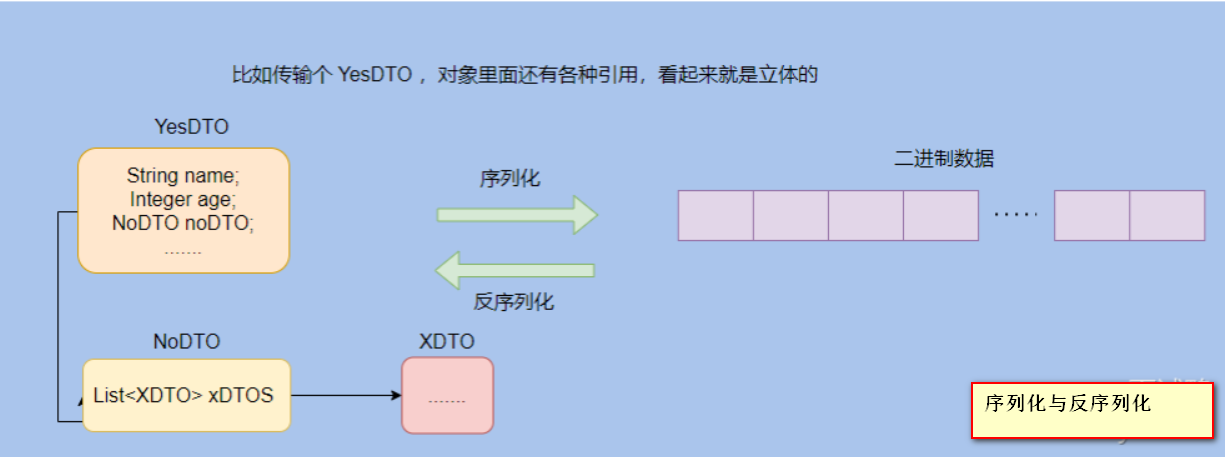 比如传输个 YesDTO ，对象里面还有各种引用，看起来就是立体的
YesDTO
String name;
Integer age;
NoDTO noDTO;
.......
序列化
反序列化
二进制数据
·····
NoDTO
List<XDTO> xDTOS
XDTO
.......
序列化与反序列化